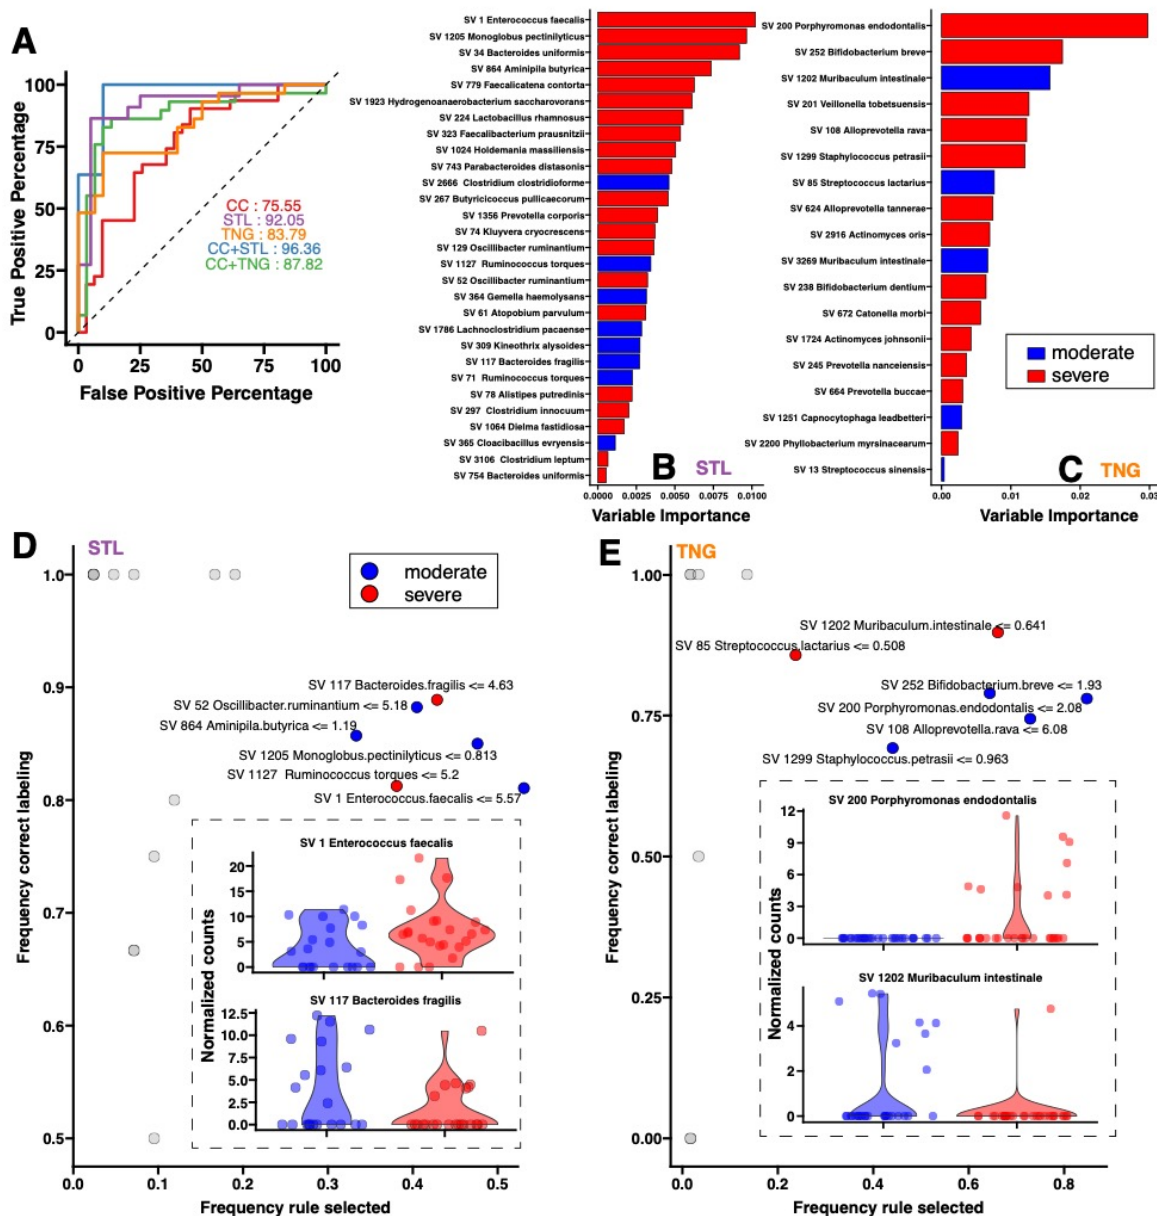 A
100
75
50
25
0
True Positive Percentage
CC : 75.55
STL : 92.05
TNG : 83.79
CC+STL : 96.36
CC+TNG : 87.82
0 25 50 75 100
False Positive Percentage
SV 1 Enterococcus faecalis
SV 1205 Monoglobus pectinilyticus
SV 34 Bacteroides uniformis
SV 864 Aminipila butyrica
SV 779 Faecalicatena contorta
SV 1923 Hydrogenoanaerobacterium saccharovorans
SV 224 Lactobacillus rhamnosus
SV 323 Faecalibacterium prausnitzii
SV 1024 Holdemania massiliensis
SV 743 Parabacteroides distasonis
SV 2666 Clostridium clostridioforme
SV 267 Butyricicoccus pullicaecorum
SV 1356 Prevotella corporis
SV 74 Kluyvera cryocrescens
SV 129 Oscillibacter ruminantium
SV 1127 Ruminococcus torques
SV 52 Oscillibacter ruminantium
SV 364 Gemella haemolysans
SV 61 Atopobium parvulum
SV 1786 Lachnoclostridium pacaense
SV 309 Kineothrix alysoides
SV 117 Bacteroides fragilis
SV 71 Ruminococcus torques
SV 78 Alistipes putredinis
SV 297 Clostridium innocuum
SV 1064 Dielma fastidiosa
SV 365 Cloacibacillus evryensis
SV 3106 Clostridium leptum
SV 754 Bacteroides uniformis
B STL
0.0000 0.0025 0.0050 0.0075 0.0100
Variable Importance
SV 200 Porphyromonas endodontalis
SV 252 Bifidobacterium breve
SV 1202 Muribaculum intestinale
SV 201 Veillonella tobetsuensis
SV 108 Alloprevotella rava
SV 1299 Staphylococcus petrasii
SV 85 Streptococcus lactarius
SV 624 Alloprevotella tannerae
SV 2916 Actinomyces oris
SV 3269 Muribaculum intestinale
SV 238 Bifidobacterium dentium
SV 672 Catonella morbi
SV 1724 Actinomyces johnsonii
SV 245 Prevotella nanceiensis
SV 664 Prevotella buccae
SV 1251 Capnocytophaga leadbetteri
SV 2200 Phyllobacterium myrsinacearum
SV 13 Streptococcus sinensis
moderate
severe
C TNG
0.00 0.01 0.02 0.03
Variable Importance
D STL
1.0
0.9
0.8
0.7
0.6
0.5
Frequency correct labeling
moderate
severe
SV 117 Bacteroides.fragilis <= 4.63
SV 52 Oscillibacter.ruminantium <= 5.18
SV 864 Aminipila.butyrica <= 1.19
SV 1205 Monoglobus.pectinilyticus <= 0.813
SV 1127 Ruminococcus torques <= 5.2
SV 1 Enterococcus.faecalis <= 5.57
SV 1 Enterococcus faecalis
20
15
10
5
0
Normalized counts
SV 117 Bacteroides fragilis
12.5
10.0
7.5
5.0
2.5
0.0
0.0 0.1 0.2 0.3 0.4 0.5
Frequency rule selected
E TNG
1.00
0.75
0.50
0.25
0.00
Frequency correct labeling
SV 1202 Muribaculum.intestinale <= 0.641
SV 85 Streptococcus.lactarius <= 0.508
SV 252 Bifidobacterium.breve <= 1.93
SV 200 Porphyromonas.endodontalis <= 2.08
SV 108 Alloprevotella.rava <= 6.08
SV 1299 Staphylococcus.petrasii <= 0.963
SV 200 Porphyromonas endodontalis
12
9
6
3
0
Normalized counts
SV 1202 Muribaculum intestinale
4
2
0
0.0 0.2 0.4 0.6 0.8
Frequency rule selected